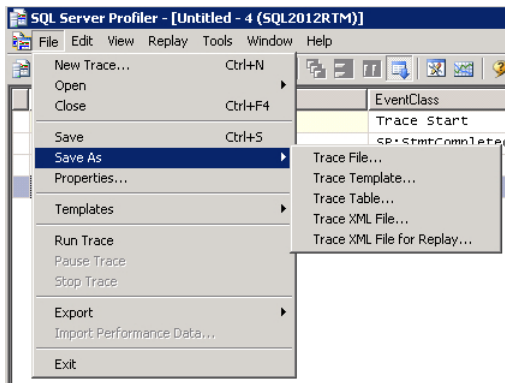 SQL Server Profiler - [Untitled - 4 (SQL2012RTM)]
File Edit View Replay Tools Window Help
New Trace... Ctrl+N
Open
Close Ctrl+F4
EventClass
Trace Start
Save Ctrl+S
SP:StmtCompleted
Save As
Trace File...
Properties...
Trace Template...
Templates
Trace Table...
Trace XML File...
Run Trace
Trace XML File for Replay...
Pause Trace
Stop Trace
Export
Import Performance Data...
Exit